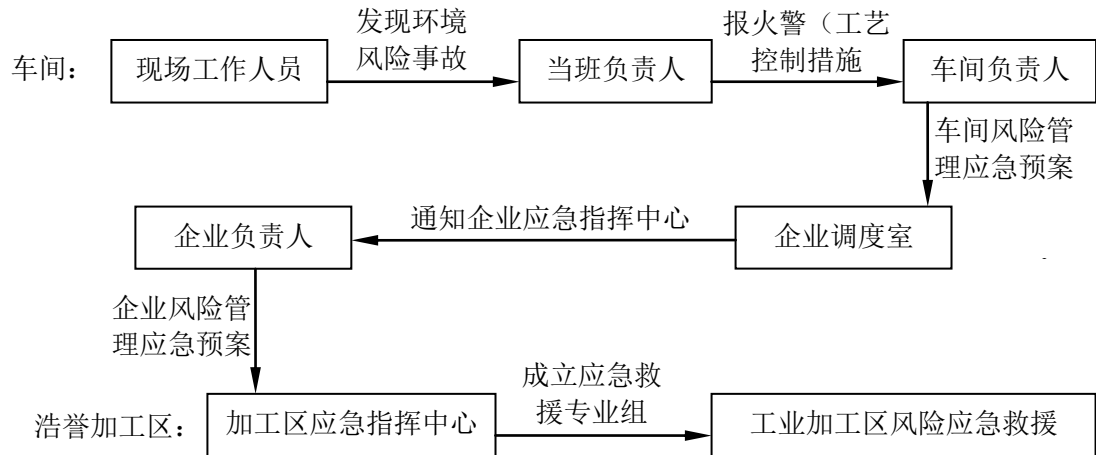 发现环境
风险事故
报火警（工艺
控制措施
车间：
现场工作人员
当班负责人
车间负责人
车间风险管
理应急预案
通知企业应急指挥中心
企业负责人
企业调度室
企业风险管
理应急预案
成立应急救
援专业组
浩誉加工区：
加工区应急指挥中心
工业加工区风险应急救援